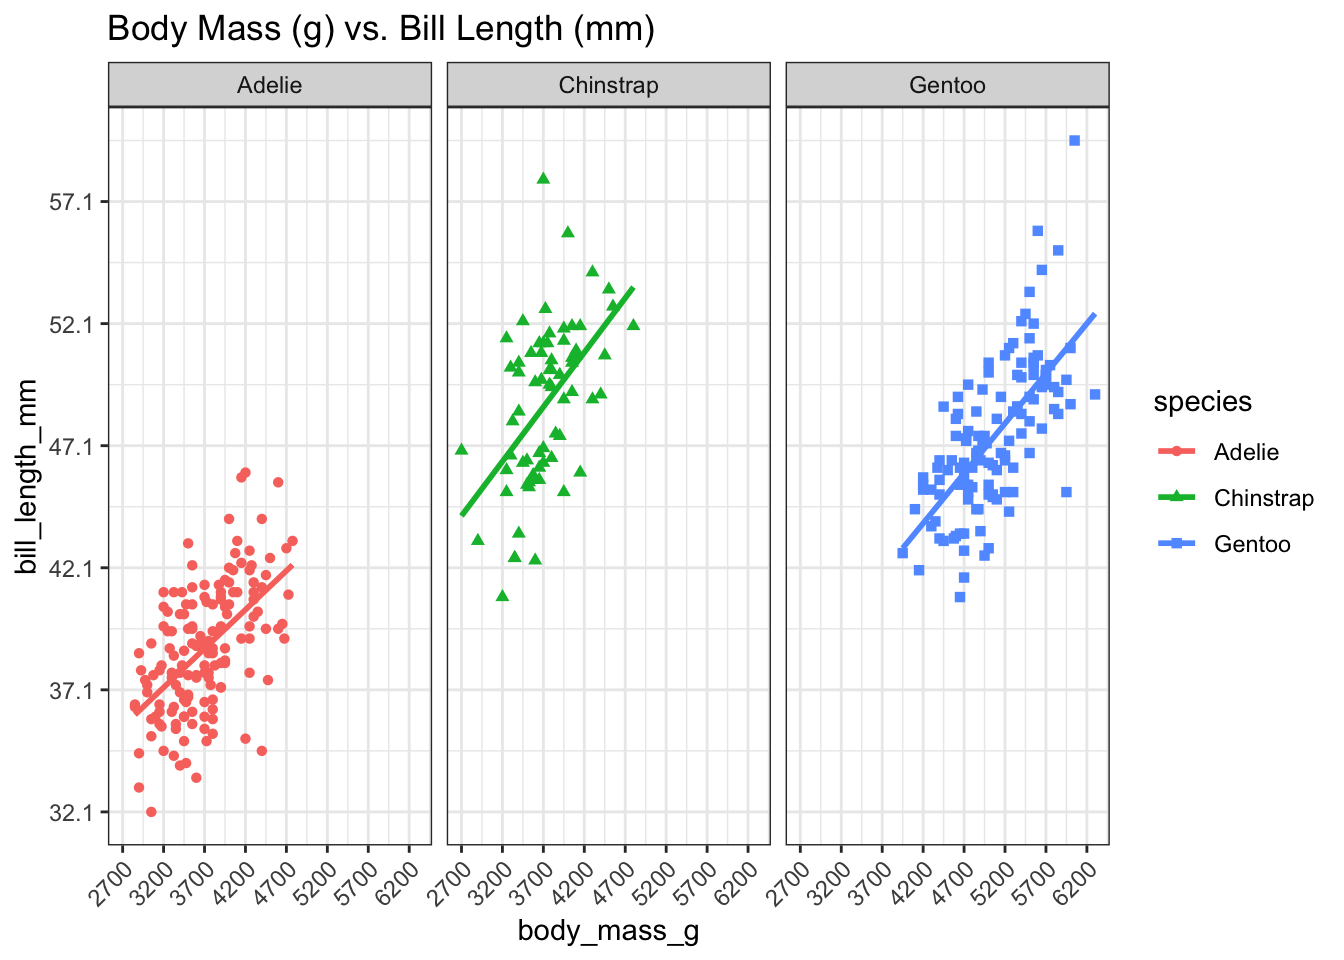 Body Mass (g) vs. Bill Length (mm)
Adelie
Chinstrap
Gentoo
bill_length_mm
57.1
52.1
47.1
42.1
37.1
32.1
2700 3200 3700 4200 4700 5200 5700 6200
2700 3200 3700 4200 4700 5200 5700 6200
2700 3200 3700 4200 4700 5200 5700 6200
body_mass_g
species
Adelie
Chinstrap
Gentoo